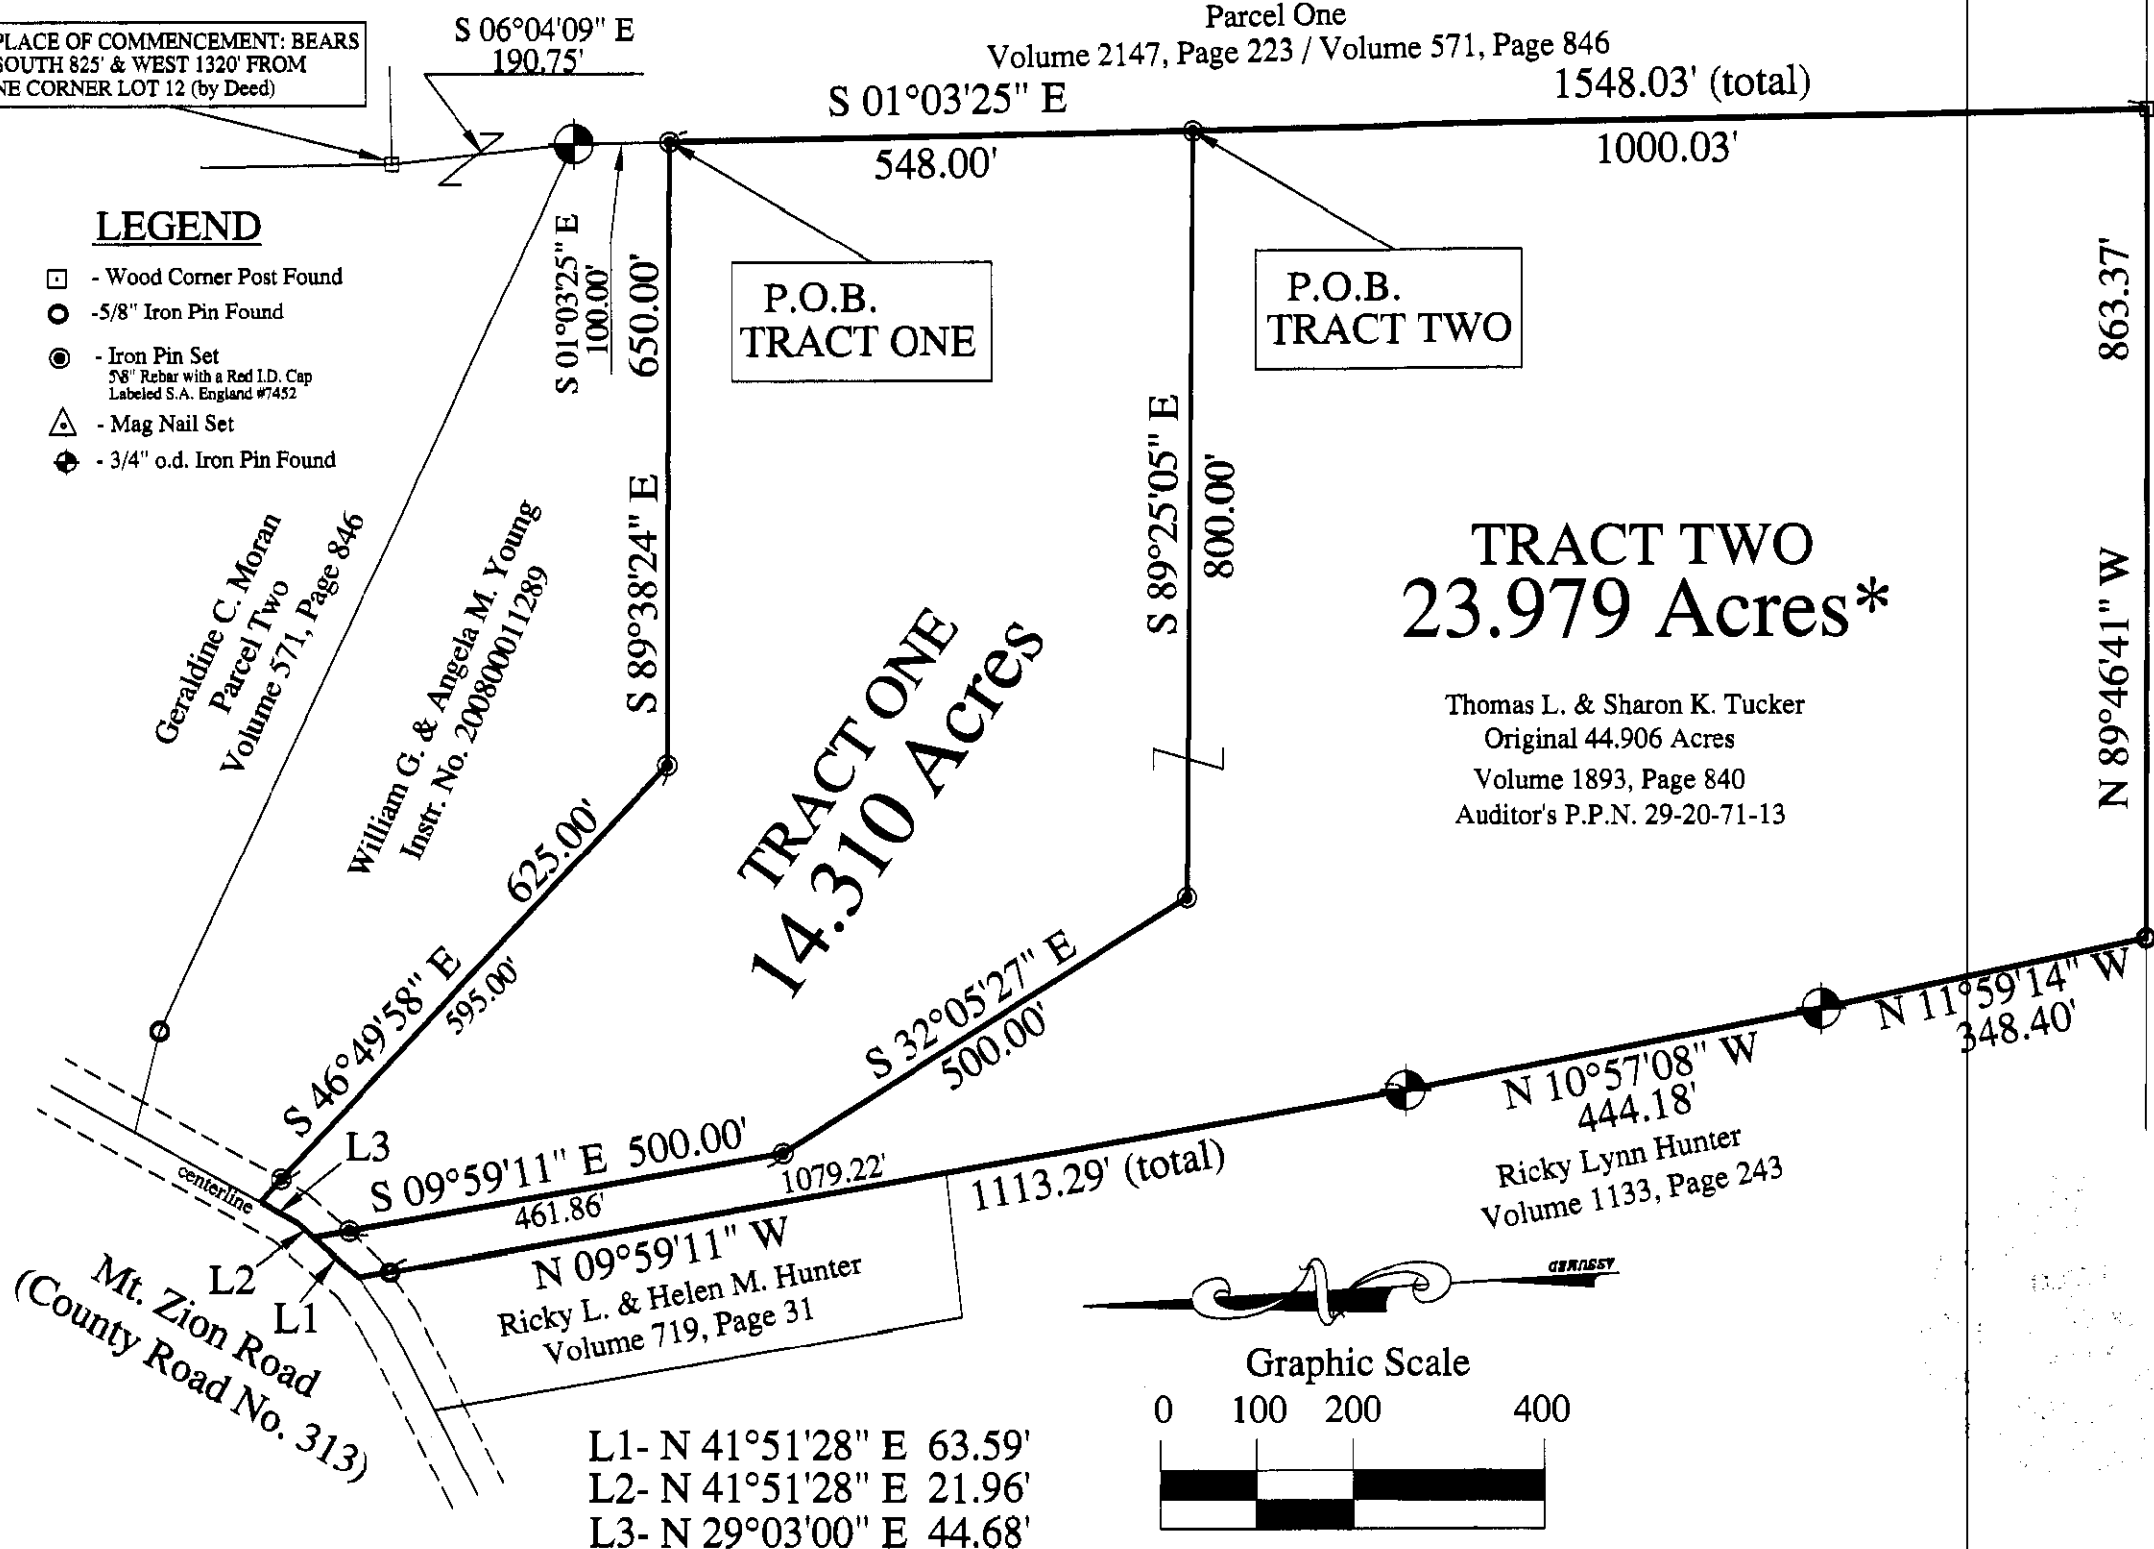 PLACE OF COMMENCEMENT: BEARS
SOUTH 825' & WEST 1320' FROM
NE CORNER LOT 12 (by Deed)
S 06°04'09" E
190.75'
Parcel One
Volume 2147, Page 223 / Volume 571, Page 846
S 01°03'25" E
548.00'
1548.03' (total)
1000.03'
LEGEND
- Wood Corner Post Found
-5/8" Iron Pin Found
- Iron Pin Set
5/8" Rebar with a Red I.D. Cap
Labeled S.A. England #7452
- Mag Nail Set
- 3/4" o.d. Iron Pin Found
S 01°03'25" E
100.00'
650.00'
S 89°38'24" E
P.O.B.
TRACT ONE
P.O.B.
TRACT TWO
863.37'
N 89°46'41" W
S 89°25'05" E
800.00'
TRACT TWO
23.979 Acres*
Thomas L. & Sharon K. Tucker
Original 44.906 Acres
Volume 1893, Page 840
Auditor's P.P.N. 29-20-71-13
Geraldine C. Moran
Parcel Two
Volume 571, Page 846
William G. & Angela M. Young
Instr. No. 200800011289
TRACT ONE
14.310 Acres
625.00'
S 46°49'58" E
595.00'
S 32°05'27" E
500.00'
N 11°59'14" W
348.40'
N 10°57'08" W
444.18'
Ricky Lynn Hunter
Volume 1133, Page 243
L3
S 09°59'11" E 500.00'
461.86'
1079.22'
1113.29' (total)
N 09°59'11" W
Ricky L. & Helen M. Hunter
Volume 719, Page 31
centerline
L2
L1
Mt. Zion Road
(County Road No. 313)
N
ASSUMED
Graphic Scale
0 100 200 400
L1- N 41°51'28" E 63.59'
L2- N 41°51'28" E 21.96'
L3- N 29°03'00" E 44.68'